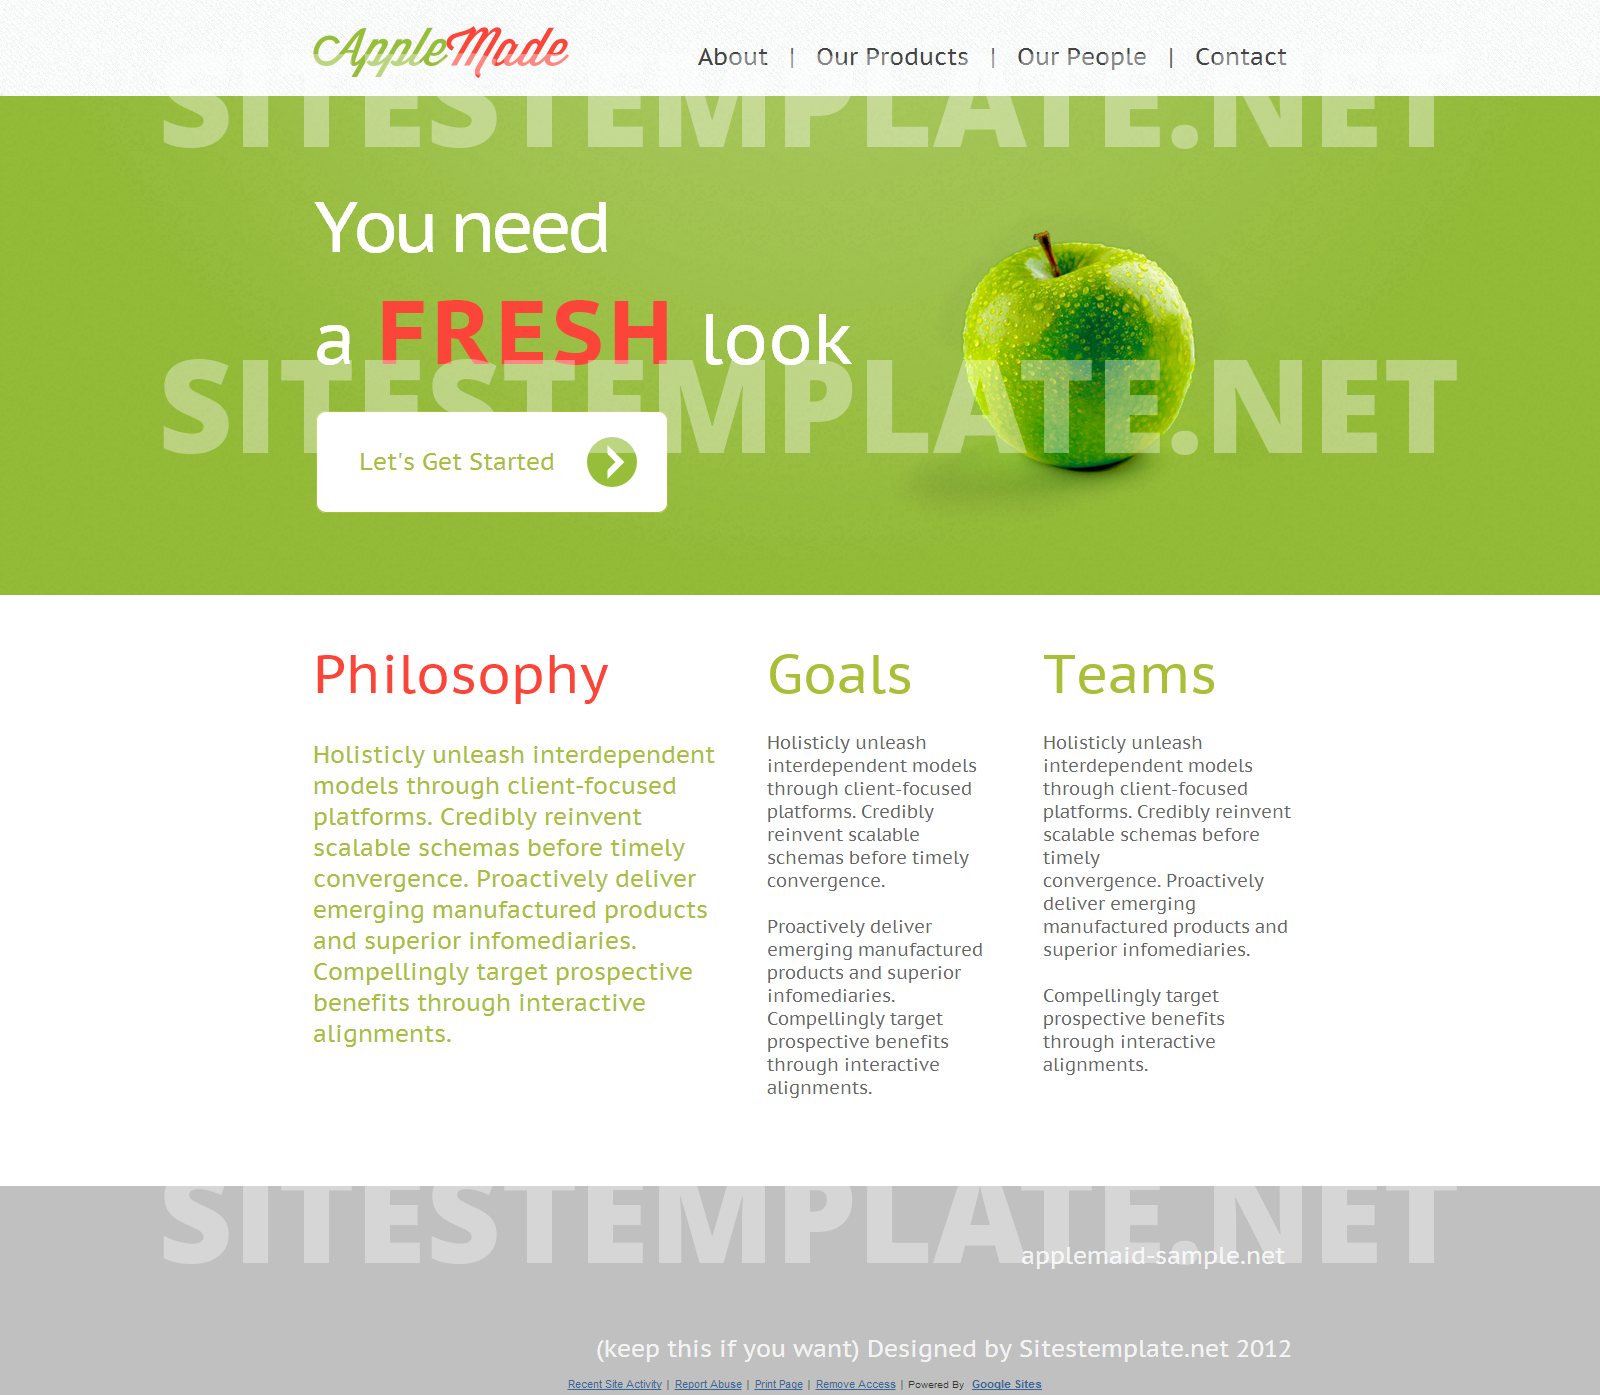 AppleMade
About | Our Products | Our People | Contact
SITESTEMPLATE.NET
You need
a FRESH look
SITESTEMPLATE.NET
Let's Get Started
Philosophy
Holisticly unleash interdependent
models through client-focused
platforms. Credibly reinvent
scalable schemas before timely
convergence. Proactively deliver
emerging manufactured products
and superior infomediaries.
Compellingly target prospective
benefits through interactive
alignments.
Goals
Holisticly unleash
interdependent models
through client-focused
platforms. Credibly
reinvent scalable
schemas before timely
convergence.
Proactively deliver
emerging manufactured
products and superior
infomediaries.
Compellingly target
prospective benefits
through interactive
alignments.
Teams
Holisticly unleash
interdependent models
through client-focused
platforms. Credibly reinvent
scalable schemas before
timely
convergence. Proactively
deliver emerging
manufactured products and
superior infomediaries.
Compellingly target
prospective benefits
through interactive
alignments.
SITESTEMPLATE.NET
applemaid-sample.net
(keep this if you want) Designed by Sitestemplate.net 2012
Recent Site Activity | Report Abuse | Print Page | Remove Access | Powered By Google Sites